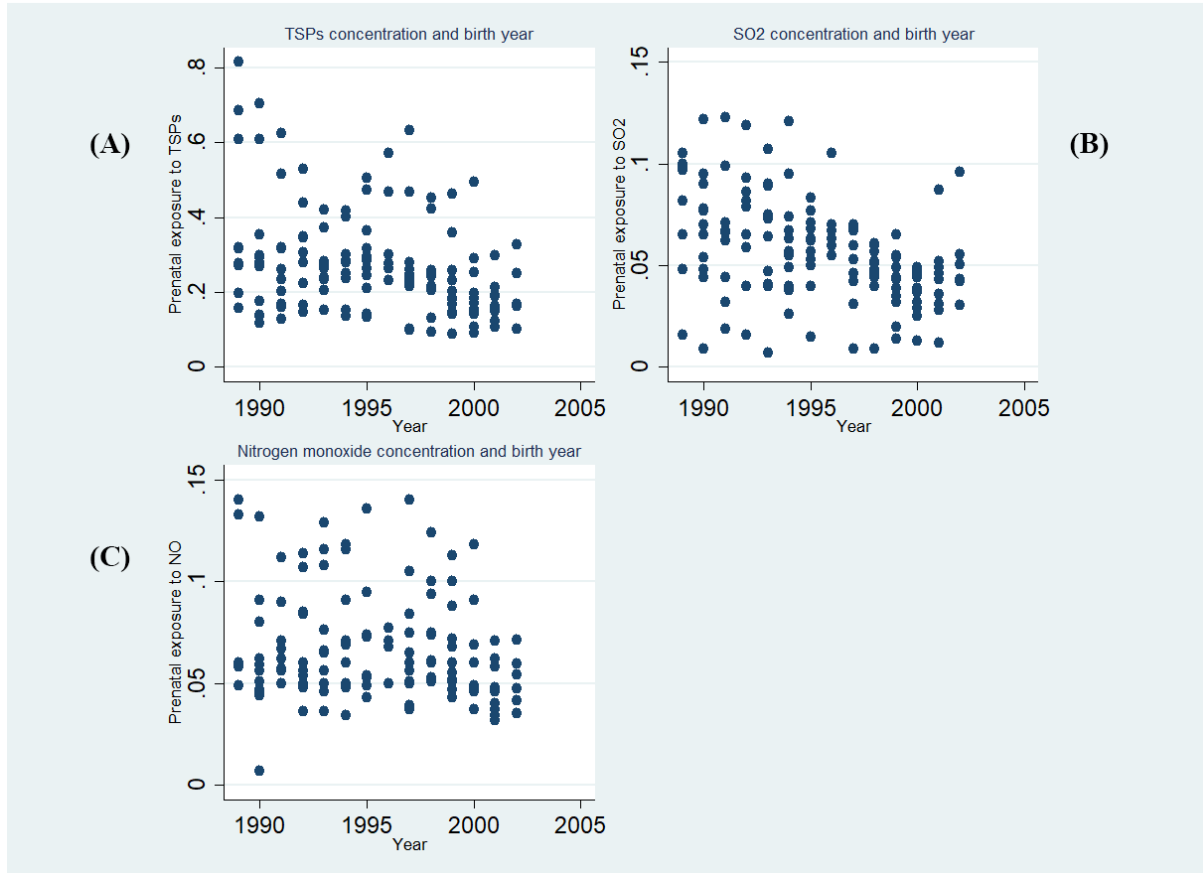 TSPs concentration and birth year
(A)
Prenatal exposure to TSPs
.8
.6
.4
.2
0
1990 1995 2000 2005
Year
SO2 concentration and birth year
(B)
Prenatal exposure to SO2
.15
.1
.05
0
1990 1995 2000 2005
Year
Nitrogen monoxide concentration and birth year
(C)
Prenatal exposure to NO
.15
.1
.05
0
1990 1995 2000 2005
Year